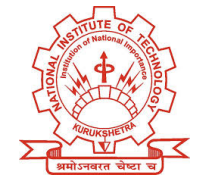 NATIONAL INSTITUTE OF TECHNOLOGY
Institution of National Importance
KURUKSHETRA
श्रमोऽनवरत चेष्टा च